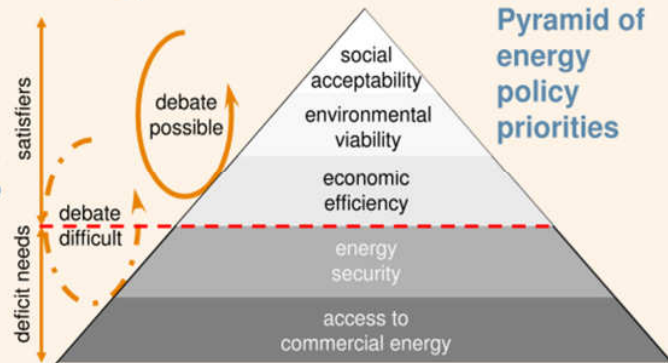 Pyramid of
energy
policy
priorities
satisfiers
deficit needs
debate
possible
debate
difficult
social
acceptability
environmental
viability
economic
efficiency
energy
security
access to
commercial energy